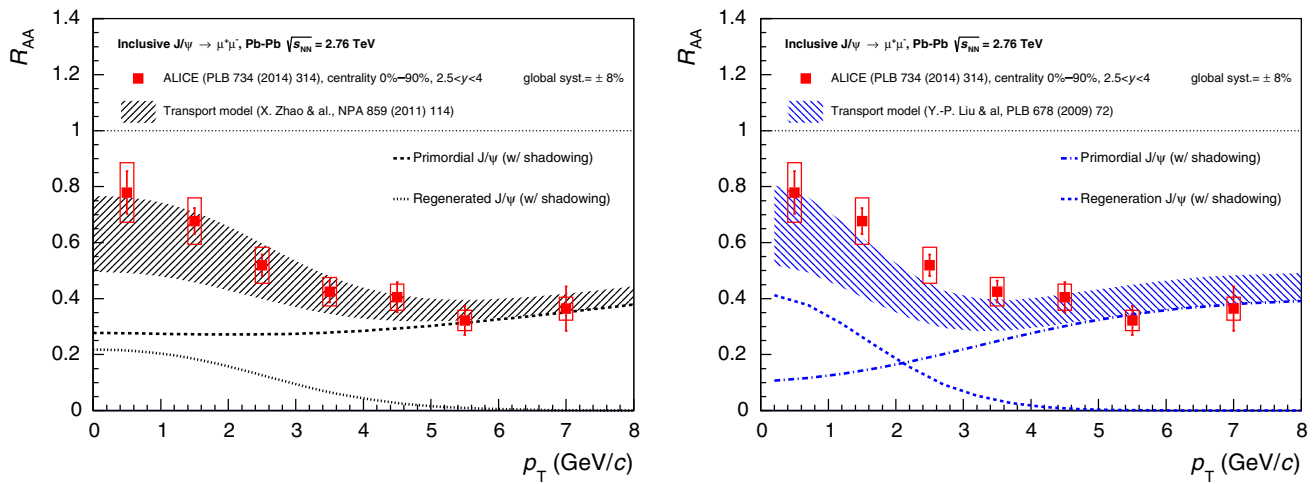 R_AA
1.4
1.2
1
0.8
0.6
0.4
0.2
0
Inclusive J/ψ → μ⁺μ⁻, Pb-Pb √s_NN = 2.76 TeV
ALICE (PLB 734 (2014) 314), centrality 0%−90%, 2.5<y<4 global syst.= ± 8%
Transport model (X. Zhao & al., NPA 859 (2011) 114)
Primordial J/ψ (w/ shadowing)
Regenerated J/ψ (w/ shadowing)
0 1 2 3 4 5 6 7 8
p_T (GeV/c)
R_AA
1.4
1.2
1
0.8
0.6
0.4
0.2
0
Inclusive J/ψ → μ⁺μ⁻, Pb-Pb √s_NN = 2.76 TeV
ALICE (PLB 734 (2014) 314), centrality 0%−90%, 2.5<y<4 global syst.= ± 8%
Transport model (Y.-P. Liu & al, PLB 678 (2009) 72)
Primordial J/ψ (w/ shadowing)
Regeneration J/ψ (w/ shadowing)
0 1 2 3 4 5 6 7 8
p_T (GeV/c)